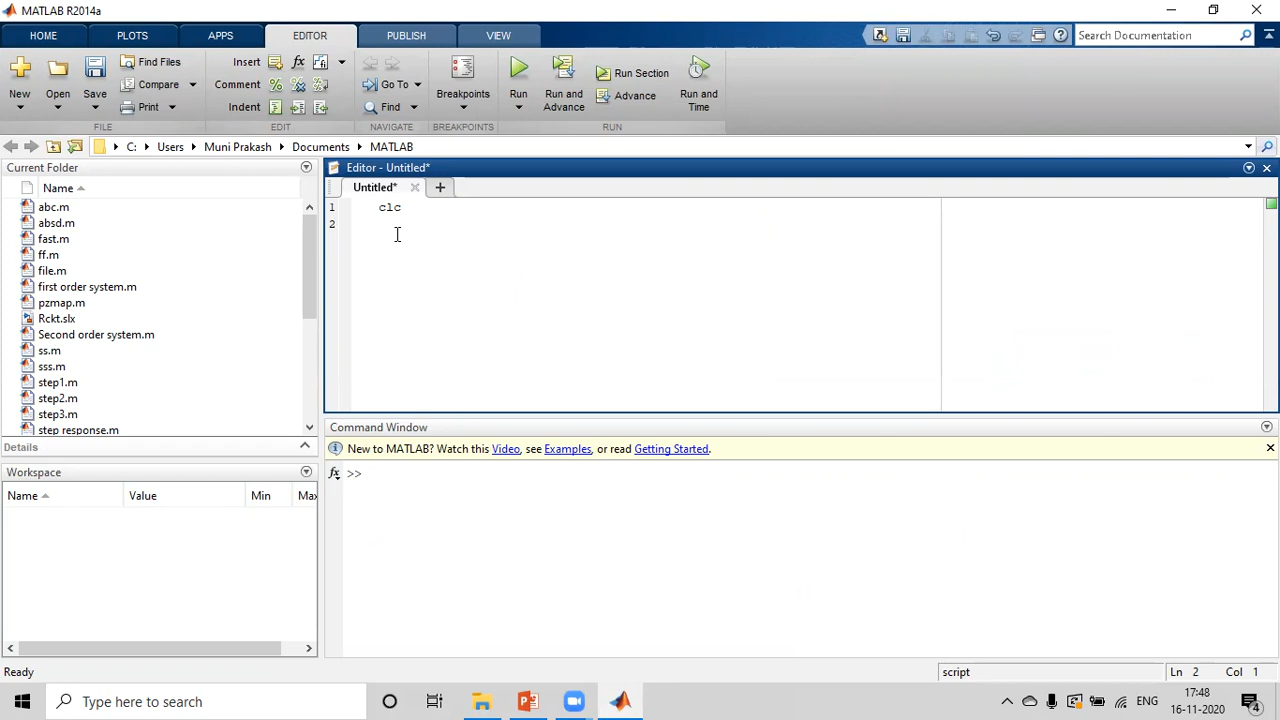 MATLAB R2014a
HOME PLOTS APPS EDITOR PUBLISH VIEW Search Documentation
New Open Save Find Files Compare Print
Insert Comment Indent
Go To Find
Breakpoints
Run Run and Advance Run Section Advance Run and Time
FILE EDIT NAVIGATE BREAKPOINTS RUN
C: Users Muni Prakash Documents MATLAB
Current Folder
Name
abc.m
absd.m
fast.m
ff.m
file.m
first order system.m
pzmap.m
Rckt.slx
Second order system.m
ss.m
sss.m
step1.m
step2.m
step3.m
step response.m
Details
Workspace
Name Value Min Max
Editor - Untitled*
Untitled*
1 clc
2
Command Window
New to MATLAB? Watch this Video, see Examples, or read Getting Started.
fx >>
Ready script Ln 2 Col 1
Type here to search
ENG 17:48
16-11-2020 4